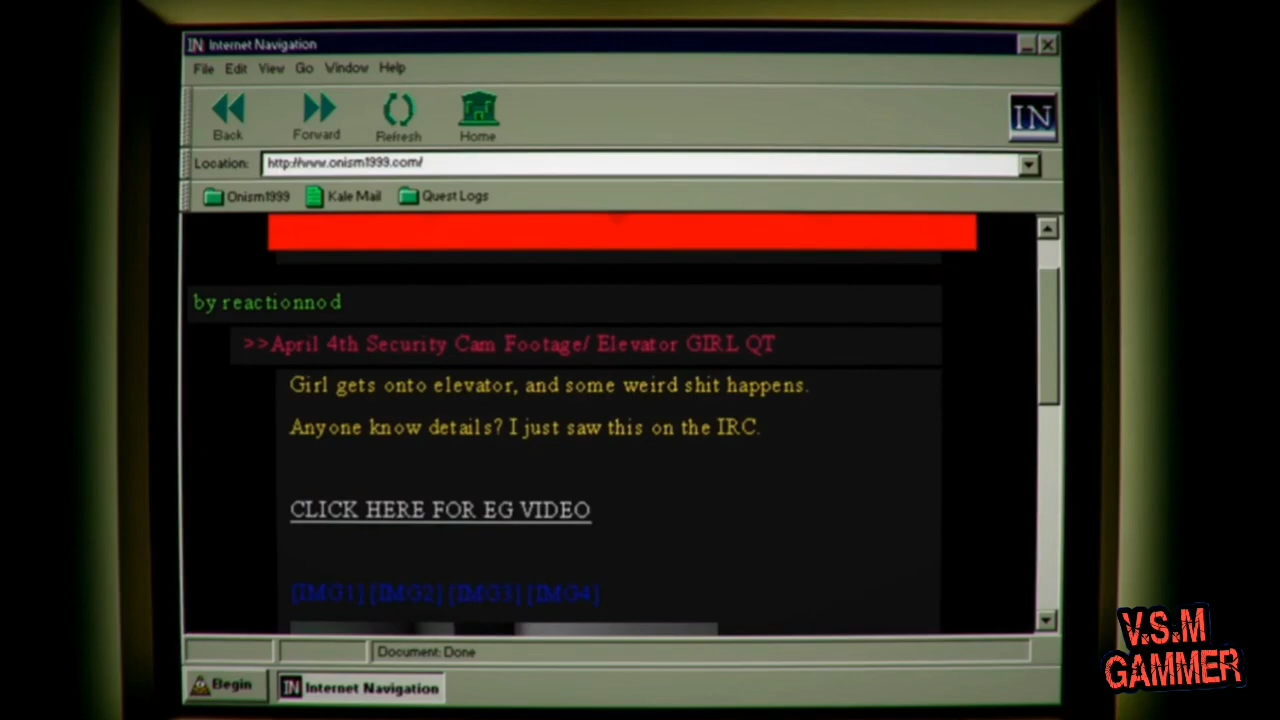 IN Internet Navigation
File Edit View Go Window Help
Back Forward Refresh Home
IN
Location: http://www.onism1999.com/
Onism1999 Kale Mail Quest Logs
by reactionnod
>>April 4th Security Cam Footage/ Elevator GIRL QT
Girl gets onto elevator, and some weird shit happens.
Anyone know details? I just saw this on the IRC.
CLICK HERE FOR EG VIDEO
[IMG1] [IMG2] [IMG3] [IMG4]
Document: Done
Begin IN Internet Navigation
V.S.M
GAMMER